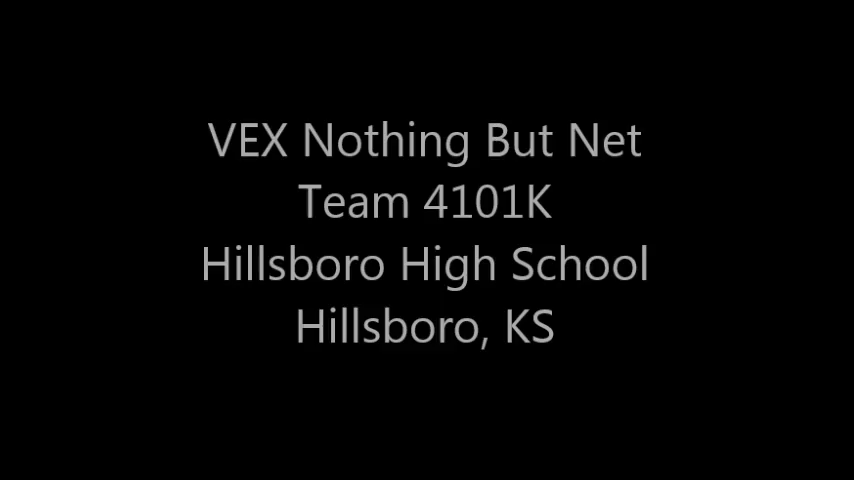 VEX Nothing But Net
Team 4101K
Hillsboro High School
Hillsboro, KS